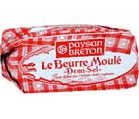 paysan
BRETON
Le Beurre Moulé
Demi-Sel